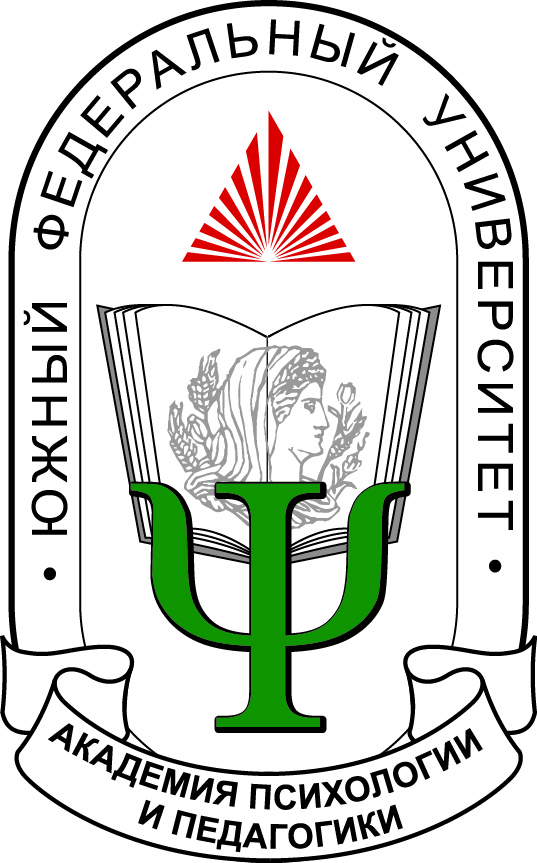 · ЮЖНЫЙ ФЕДЕРАЛЬНЫЙ УНИВЕРСИТЕТ ·
Ψ
АКАДЕМИЯ ПСИХОЛОГИИ
И ПЕДАГОГИКИ